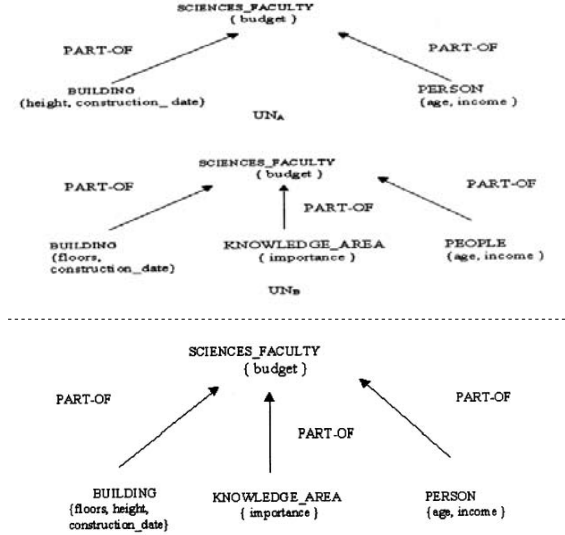 SCIENCES_FACULTY
( budget )
PART-OF
PART-OF
BUILDING
(height, construction_ date)
PERSON
(age, income )
UNA
SCIENCES_FACULTY
( budget )
PART-OF
PART-OF
PART-OF
BUILDING
(floors,
construction_date)
KNOWLEDGE_AREA
( importance )
PEOPLE
(age, income )
UNB
SCIENCES_FACULTY
{ budget }
PART-OF
PART-OF
PART-OF
BUILDING
{floors, height,
construction_date}
KNOWLEDGE_AREA
{ importance }
PERSON
{age, income }